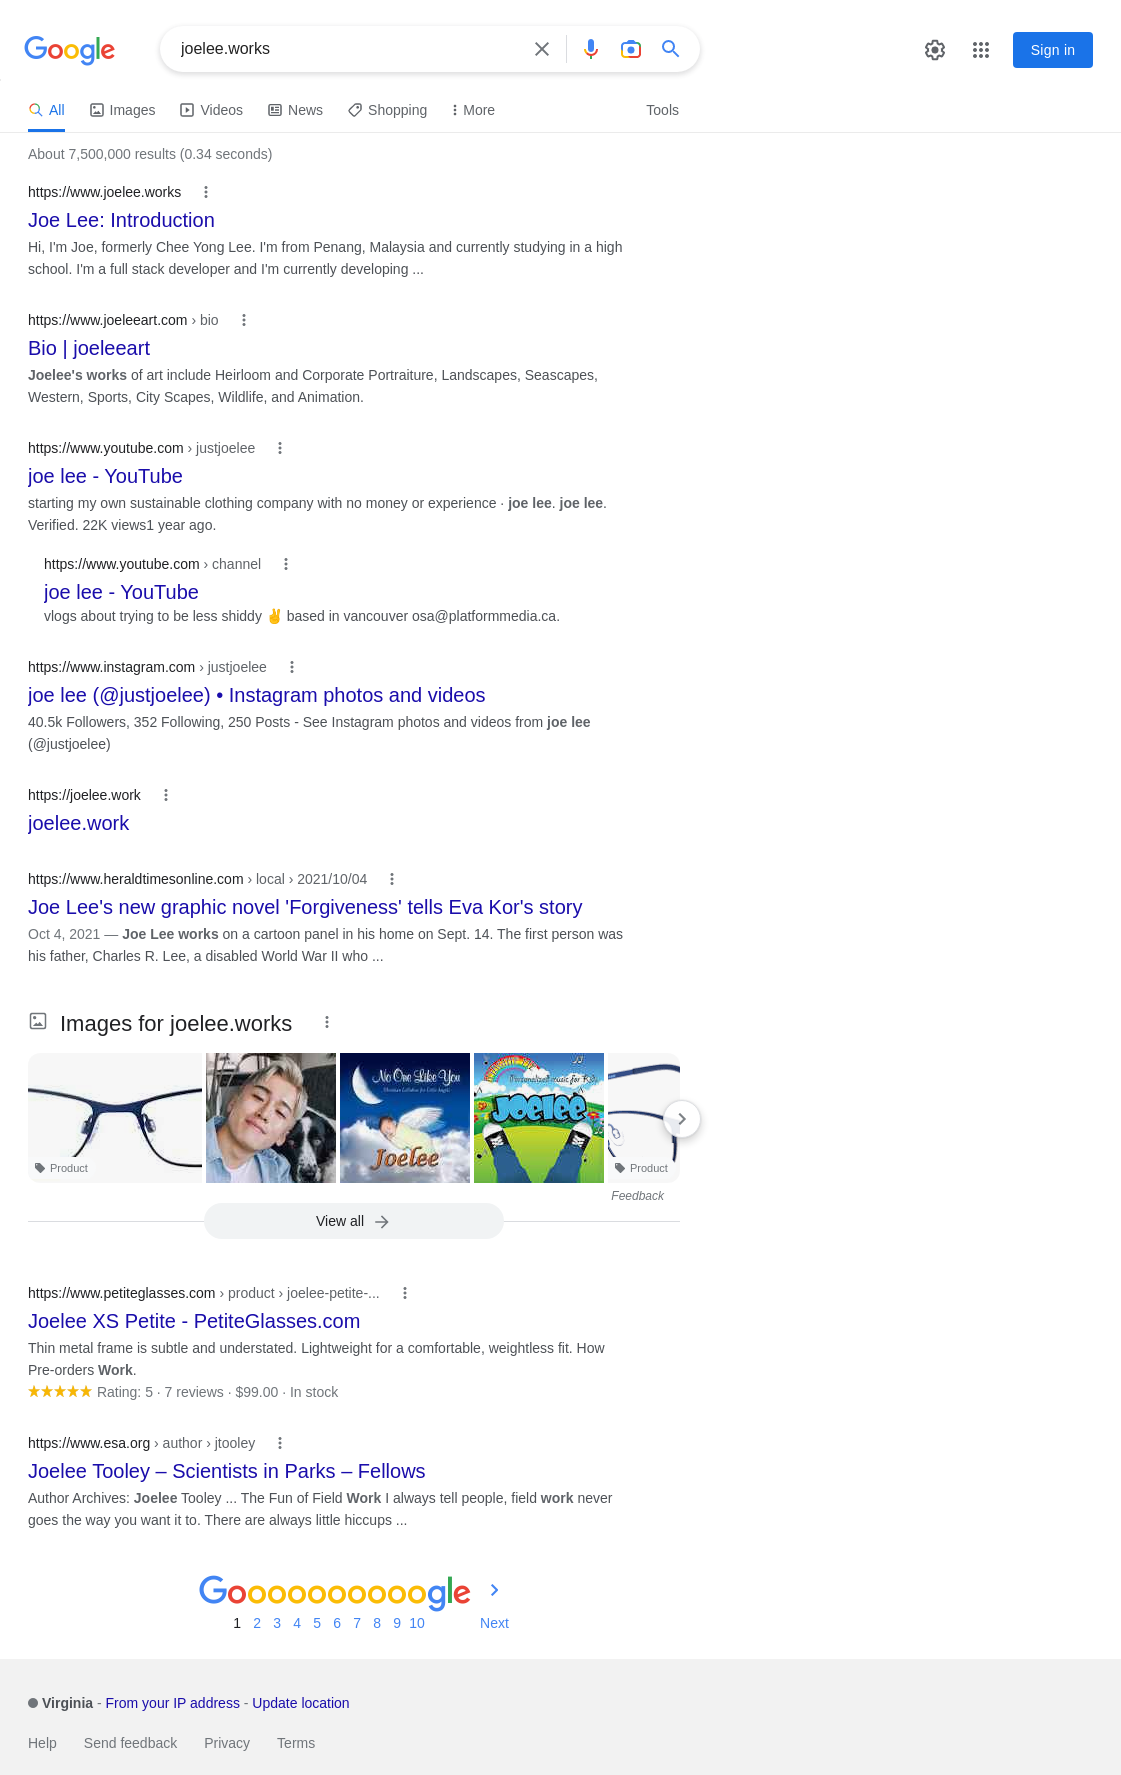 Google
joelee.works
Sign in
All Images Videos News Shopping More Tools
About 7,500,000 results (0.34 seconds)
https://www.joelee.works
Joe Lee: Introduction
Hi, I'm Joe, formerly Chee Yong Lee. I'm from Penang, Malaysia and currently studying in a high
school. I'm a full stack developer and I'm currently developing ...
https://www.joeleeart.com › bio
Bio | joeleeart
Joelee's works of art include Heirloom and Corporate Portraiture, Landscapes, Seascapes,
Western, Sports, City Scapes, Wildlife, and Animation.
https://www.youtube.com › justjoelee
joe lee - YouTube
starting my own sustainable clothing company with no money or experience · joe lee. joe lee.
Verified. 22K views1 year ago.
https://www.youtube.com › channel
joe lee - YouTube
vlogs about trying to be less shiddy ✌ based in vancouver osa@platformmedia.ca.
https://www.instagram.com › justjoelee
joe lee (@justjoelee) • Instagram photos and videos
40.5k Followers, 352 Following, 250 Posts - See Instagram photos and videos from joe lee
(@justjoelee)
https://joelee.work
joelee.work
https://www.heraldtimesonline.com › local › 2021/10/04
Joe Lee's new graphic novel 'Forgiveness' tells Eva Kor's story
Oct 4, 2021 — Joe Lee works on a cartoon panel in his home on Sept. 14. The first person was
his father, Charles R. Lee, a disabled World War II who ...
Images for joelee.works
No One Like You
Joelee
Personalized music for Kids
JOELEE
Product
Product
Feedback
View all
https://www.petiteglasses.com › product › joelee-petite-...
Joelee XS Petite - PetiteGlasses.com
Thin metal frame is subtle and understated. Lightweight for a comfortable, weightless fit. How
Pre-orders Work.
Rating: 5 · 7 reviews · $99.00 · In stock
https://www.esa.org › author › jtooley
Joelee Tooley – Scientists in Parks – Fellows
Author Archives: Joelee Tooley ... The Fun of Field Work I always tell people, field work never
goes the way you want it to. There are always little hiccups ...
Goooooooooogle
1 2 3 4 5 6 7 8 9 10 Next
Virginia - From your IP address - Update location
Help Send feedback Privacy Terms